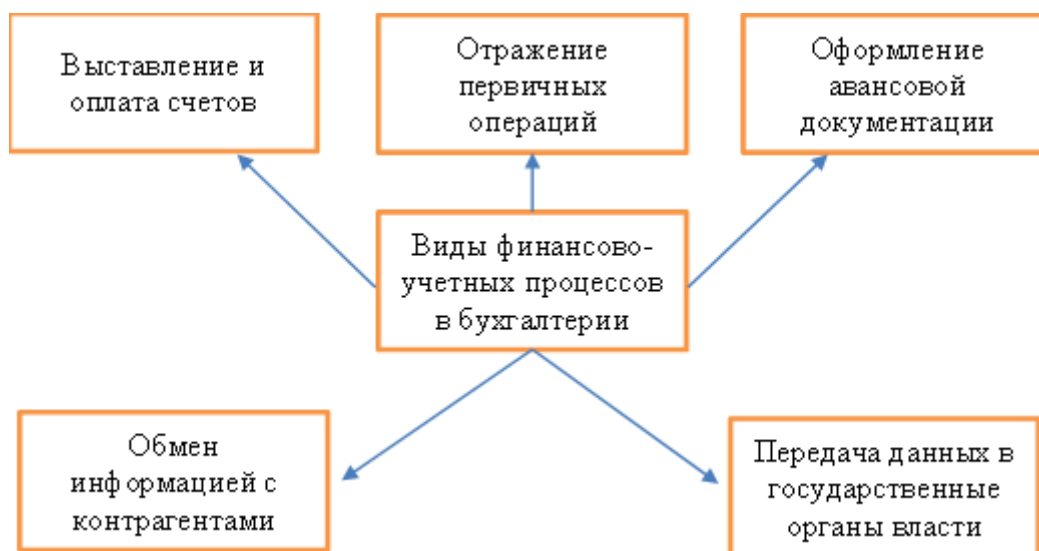 Выставление и
оплата счетов
Отражение
первичных
операций
Оформление
авансовой
документации
Виды финансово-
учетных процессов
в бухгалтерии
Обмен
информацией с
контрагентами
Передача данных в
государственные
органы власти